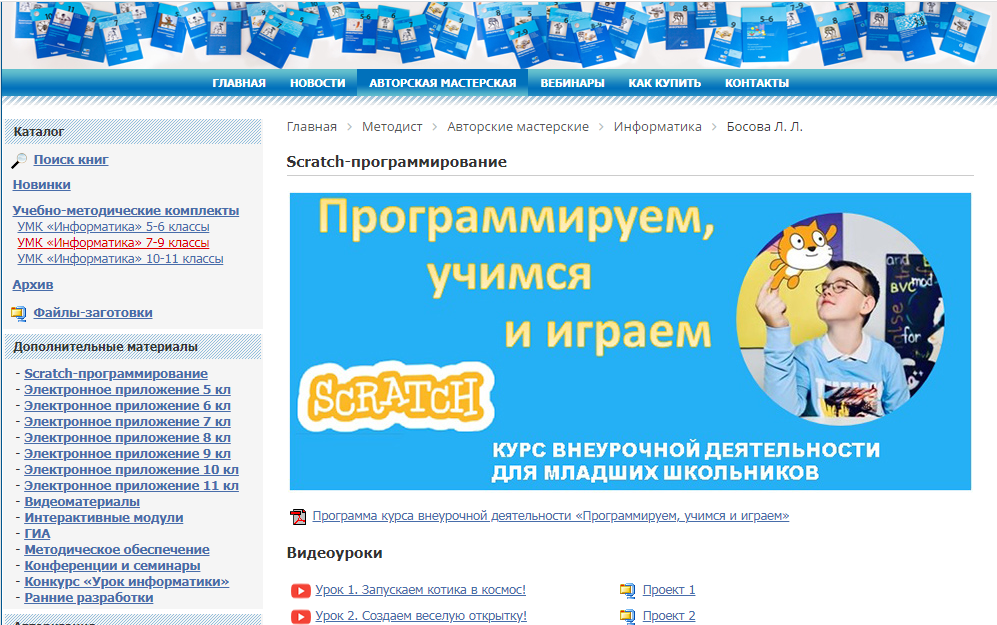 ГЛАВНАЯ НОВОСТИ АВТОРСКАЯ МАСТЕРСКАЯ ВЕБИНАРЫ КАК КУПИТЬ КОНТАКТЫ
Каталог
Поиск книг
Новинки
Учебно-методические комплекты
УМК «Информатика» 5-6 классы
УМК «Информатика» 7-9 классы
УМК «Информатика» 10-11 классы
Архив
Файлы-заготовки
Дополнительные материалы
- Scratch-программирование
- Электронное приложение 5 кл
- Электронное приложение 6 кл
- Электронное приложение 7 кл
- Электронное приложение 8 кл
- Электронное приложение 9 кл
- Электронное приложение 10 кл
- Электронное приложение 11 кл
- Видеоматериалы
- Интерактивные модули
- ГИА
- Методическое обеспечение
- Конференции и семинары
- Конкурс «Урок информатики»
- Ранние разработки
Главная > Методист > Авторские мастерские > Информатика > Босова Л. Л.
Scratch-программирование
Программируем,
учимся
и играем
SCRATCH
and
mod
for
КУРС ВНЕУРОЧНОЙ ДЕЯТЕЛЬНОСТИ
ДЛЯ МЛАДШИХ ШКОЛЬНИКОВ
Программа курса внеурочной деятельности «Программируем, учимся и играем»
Видеоуроки
Урок 1. Запускаем котика в космос! Проект 1
Урок 2. Создаем веселую открытку! Проект 2